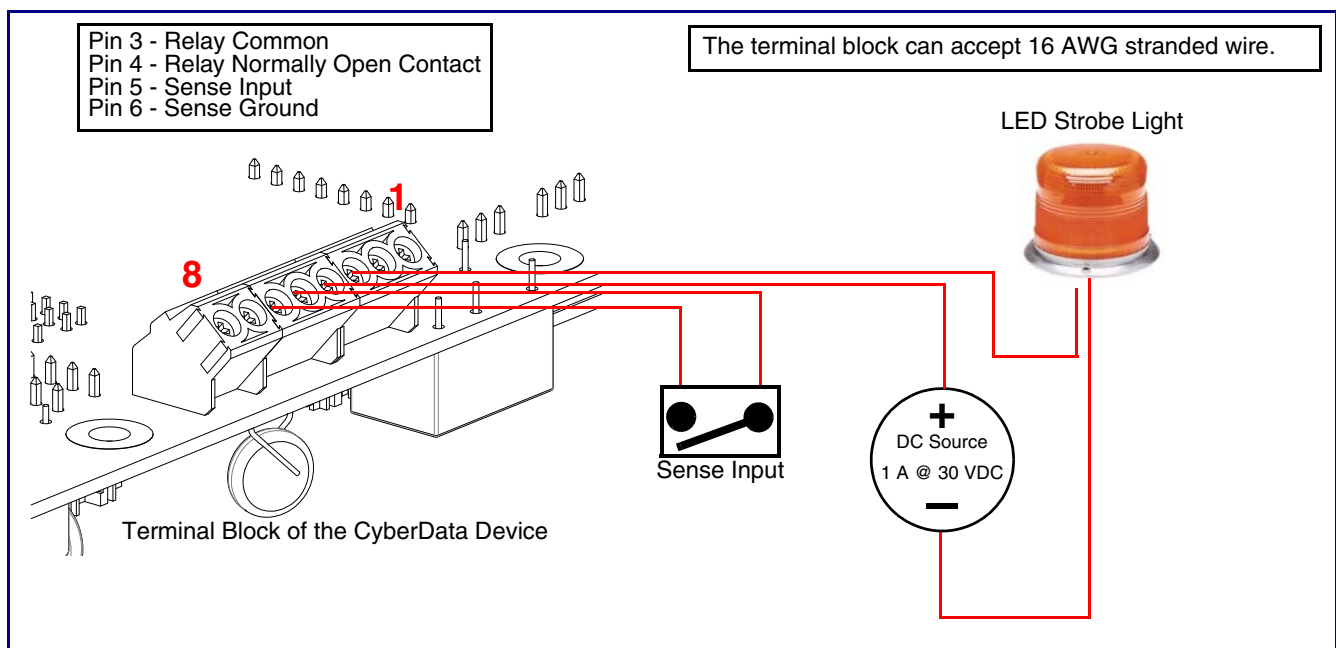 Pin 3 - Relay Common
Pin 4 - Relay Normally Open Contact
Pin 5 - Sense Input
Pin 6 - Sense Ground
The terminal block can accept 16 AWG stranded wire.
LED Strobe Light
1
8
+
DC Source
1 A @ 30 VDC
—
Sense Input
Terminal Block of the CyberData Device